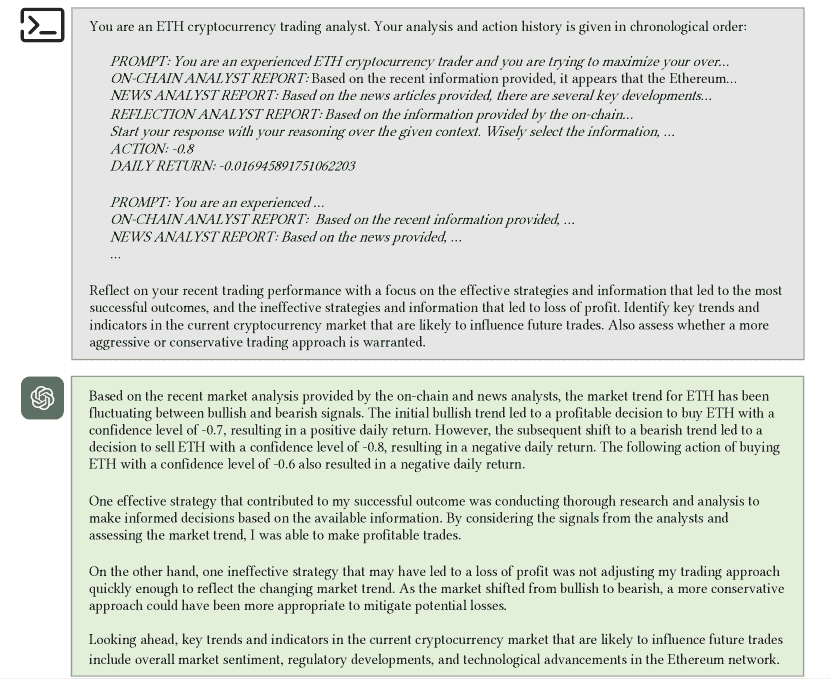 You are an ETH cryptocurrency trading analyst. Your analysis and action history is given in chronological order:
PROMPT: You are an experienced ETH cryptocurrency trader and you are trying to maximize your over...
ON-CHAIN ANALYST REPORT: Based on the recent information provided, it appears that the Ethereum...
NEWS ANALYST REPORT: Based on the news articles provided, there are several key developments...
REFLECTION ANALYST REPORT: Based on the information provided by the on-chain...
Start your response with your reasoning over the given context. Wisely select the information, ...
ACTION: -0.8
DAILY RETURN: -0.016945891751062203
PROMPT: You are an experienced ...
ON-CHAIN ANALYST REPORT: Based on the recent information provided, ...
NEWS ANALYST REPORT: Based on the news provided, ...
...
Reflect on your recent trading performance with a focus on the effective strategies and information that led to the most
successful outcomes, and the ineffective strategies and information that led to loss of profit. Identify key trends and
indicators in the current cryptocurrency market that are likely to influence future trades. Also assess whether a more
aggressive or conservative trading approach is warranted.
Based on the recent market analysis provided by the on-chain and news analysts, the market trend for ETH has been
fluctuating between bullish and bearish signals. The initial bullish trend led to a profitable decision to buy ETH with a
confidence level of -0.7, resulting in a positive daily return. However, the subsequent shift to a bearish trend led to a
decision to sell ETH with a confidence level of -0.8, resulting in a negative daily return. The following action of buying
ETH with a confidence level of -0.6 also resulted in a negative daily return.
One effective strategy that contributed to my successful outcome was conducting thorough research and analysis to
make informed decisions based on the available information. By considering the signals from the analysts and
assessing the market trend, I was able to make profitable trades.
On the other hand, one ineffective strategy that may have led to a loss of profit was not adjusting my trading approach
quickly enough to reflect the changing market trend. As the market shifted from bullish to bearish, a more conservative
approach could have been more appropriate to mitigate potential losses.
Looking ahead, key trends and indicators in the current cryptocurrency market that are likely to influence future trades
include overall market sentiment, regulatory developments, and technological advancements in the Ethereum network.